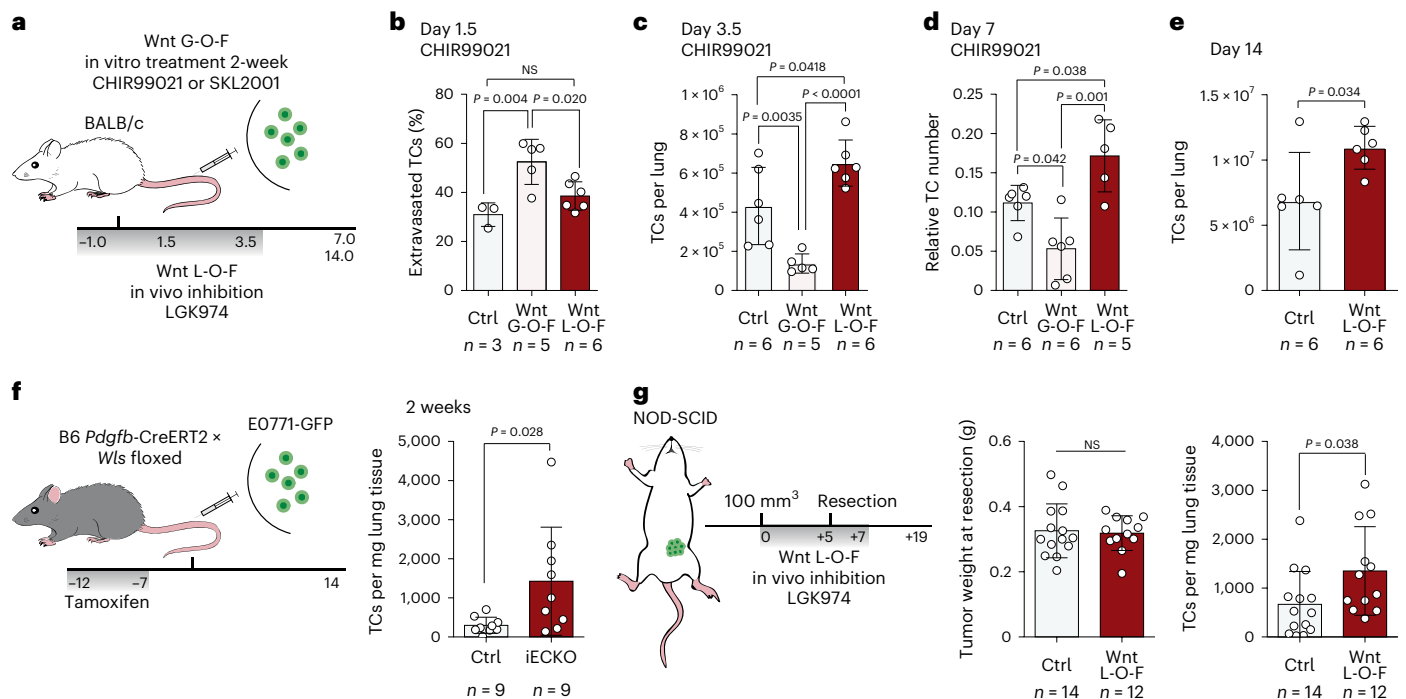 a
Wnt G-O-F
in vitro treatment 2-week
CHIR99021 or SKL2001
BALB/c
–1.0 1.5 3.5 7.0
14.0
Wnt L-O-F
in vivo inhibition
LGK974
b
Day 1.5
CHIR99021
NS
P = 0.004 P = 0.020
Extravasated TCs (%)
80
60
40
20
0
Ctrl
Wnt
G-O-F
Wnt
L-O-F
n = 3 n = 5 n = 6
c
Day 3.5
CHIR99021
P = 0.0418
P < 0.0001
P = 0.0035
TCs per lung
1 × 10⁶
8 × 10⁵
6 × 10⁵
4 × 10⁵
2 × 10⁵
0
Ctrl
Wnt
G-O-F
Wnt
L-O-F
n = 6 n = 5 n = 6
d
Day 7
CHIR99021
P = 0.038
P = 0.001
P = 0.042
Relative TC number
0.25
0.20
0.15
0.10
0.05
0
Ctrl
Wnt
G-O-F
Wnt
L-O-F
n = 6 n = 6 n = 5
e
Day 14
P = 0.034
TCs per lung
1.5 × 10⁷
1 × 10⁷
5 × 10⁶
0
Ctrl
Wnt
L-O-F
n = 6 n = 6
f
B6 Pdgfb-CreERT2 ×
Wls floxed
E0771-GFP
–12 –7 14
Tamoxifen
2 weeks
P = 0.028
TCs per mg lung tissue
5,000
4,000
3,000
2,000
1,000
0
Ctrl iECKO
n = 9 n = 9
g
NOD-SCID
100 mm³ Resection
0 +5 +7 +19
Wnt L-O-F
in vivo inhibition
LGK974
NS
Tumor weight at resection (g)
0.6
0.4
0.2
0
Ctrl
Wnt
L-O-F
n = 14 n = 12
P = 0.038
TCs per mg lung tissue
4,000
3,000
2,000
1,000
0
Ctrl
Wnt
L-O-F
n = 14 n = 12